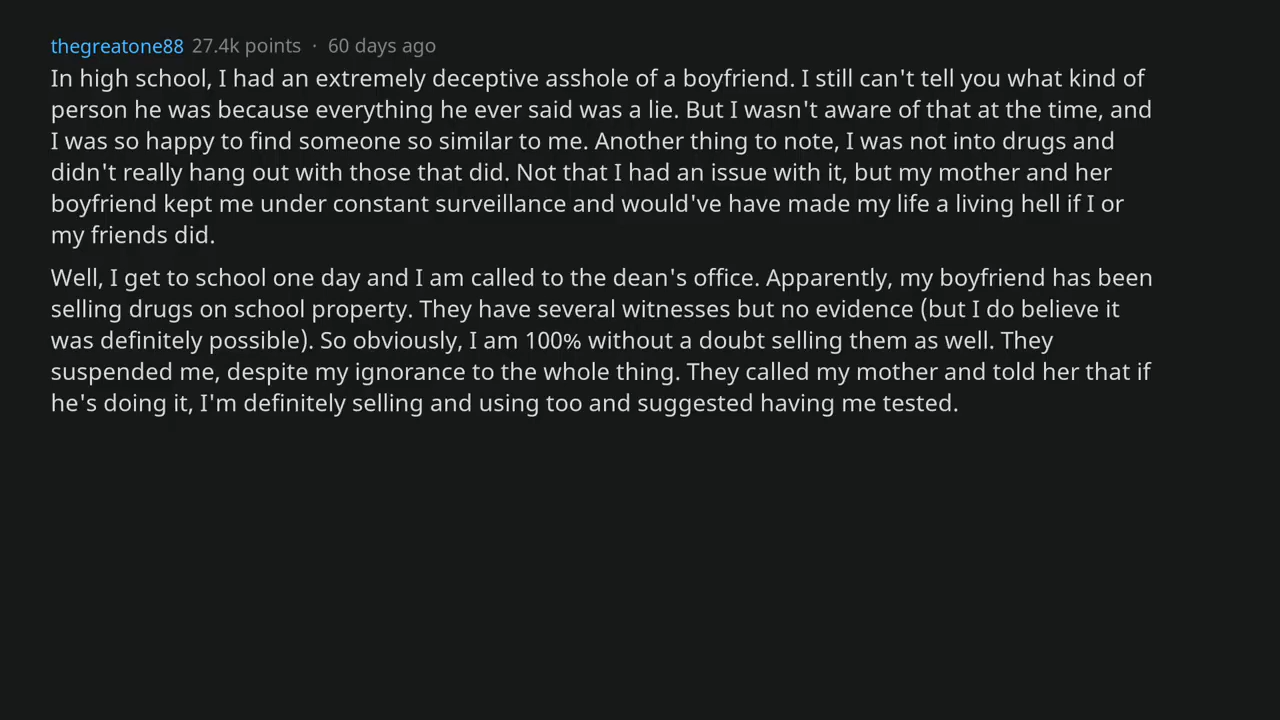 thegreatone88 27.4k points · 60 days ago
In high school, I had an extremely deceptive asshole of a boyfriend. I still can't tell you what kind of
person he was because everything he ever said was a lie. But I wasn't aware of that at the time, and
I was so happy to find someone so similar to me. Another thing to note, I was not into drugs and
didn't really hang out with those that did. Not that I had an issue with it, but my mother and her
boyfriend kept me under constant surveillance and would've have made my life a living hell if I or
my friends did.
Well, I get to school one day and I am called to the dean's office. Apparently, my boyfriend has been
selling drugs on school property. They have several witnesses but no evidence (but I do believe it
was definitely possible). So obviously, I am 100% without a doubt selling them as well. They
suspended me, despite my ignorance to the whole thing. They called my mother and told her that if
he's doing it, I'm definitely selling and using too and suggested having me tested.